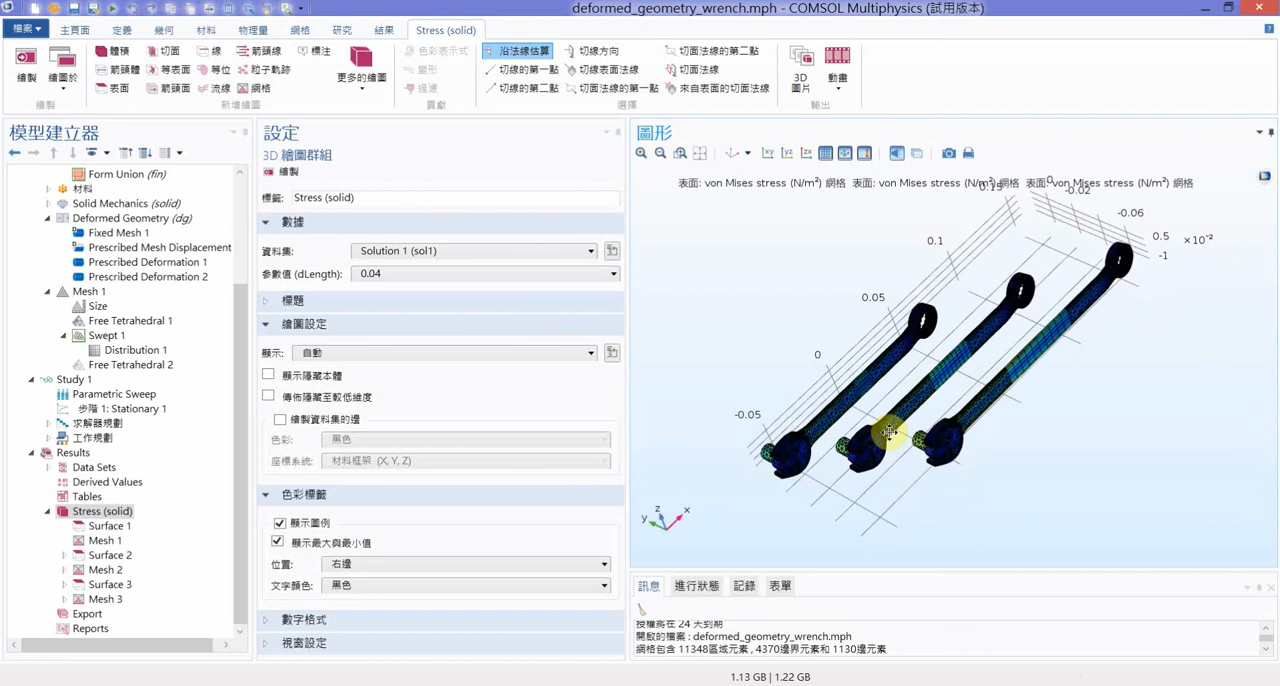 deformed_geometry_wrench.mph - COMSOL Multiphysics (試用版本)
檔案 主頁面 定義 幾何 材料 物理量 網格 研究 結果 Stress (solid)
體積 切面 線 箭頭線 標注 色彩表示式 沿法線估算 切線方向 切面法線的第二點
箭頭體 等表面 等位 粒子軌跡 變形 切線的第一點 切線表面法線 切面法線
表面 箭頭面 流線 網格 過濾 切線的第二點 切面法線的第一點 來自表面的切面法線
繪製 繪圖於 更多的繪圖 3D 圖片 動畫
繪製 新增繪圖 貢獻 選擇 輸出
模型建立器
Form Union (fin)
材料
Solid Mechanics (solid)
Deformed Geometry (dg)
Fixed Mesh 1
Prescribed Mesh Displacement
Prescribed Deformation 1
Prescribed Deformation 2
Mesh 1
Size
Free Tetrahedral 1
Swept 1
Distribution 1
Free Tetrahedral 2
Study 1
Parametric Sweep
步階 1: Stationary 1
求解器規劃
工作規劃
Results
Data Sets
Derived Values
Tables
Stress (solid)
Surface 1
Mesh 1
Surface 2
Mesh 2
Surface 3
Mesh 3
Export
Reports
設定
3D 繪圖群組
繪製
標籤: Stress (solid)
數據
資料集: Solution 1 (sol1)
參數值 (dLength): 0.04
標題
繪圖設定
顯示: 自動
顯示隱藏本體
傳佈隱藏至較低維度
繪製資料集的邊
色彩: 黑色
座標系統: 材料框架 (X, Y, Z)
色彩標籤
顯示圖例
顯示最大與最小值
位置: 右邊
文字顏色: 黑色
數字格式
視窗設定
圖形
表面: von Mises stress (N/m²) 網格 表面: von Mises stress (N/m²) 網格 表面: von Mises stress (N/m²) 網格
0.15 0 -0.02
-0.06
0.1 0.5 ×10⁻²
-1
0.05
0
-0.05
z
y x
訊息 進行狀態 記錄 表單
授權將在 24 天到期
開啟的檔案 : deformed_geometry_wrench.mph
網格包含 11348區域元素 , 4370邊界元素和 1130邊元素
1.13 GB | 1.22 GB